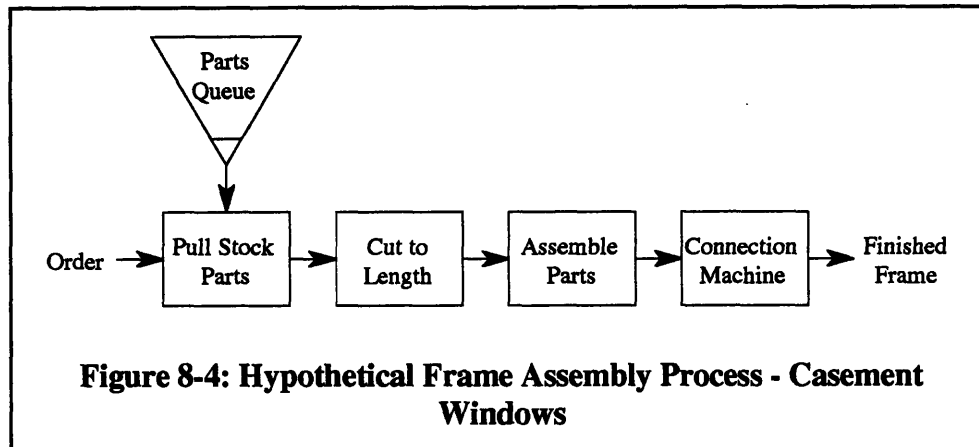 Parts
Queue
Order
Pull Stock
Parts
Cut to
Length
Assemble
Parts
Connection
Machine
Finished
Frame
Figure 8-4: Hypothetical Frame Assembly Process - Casement
Windows